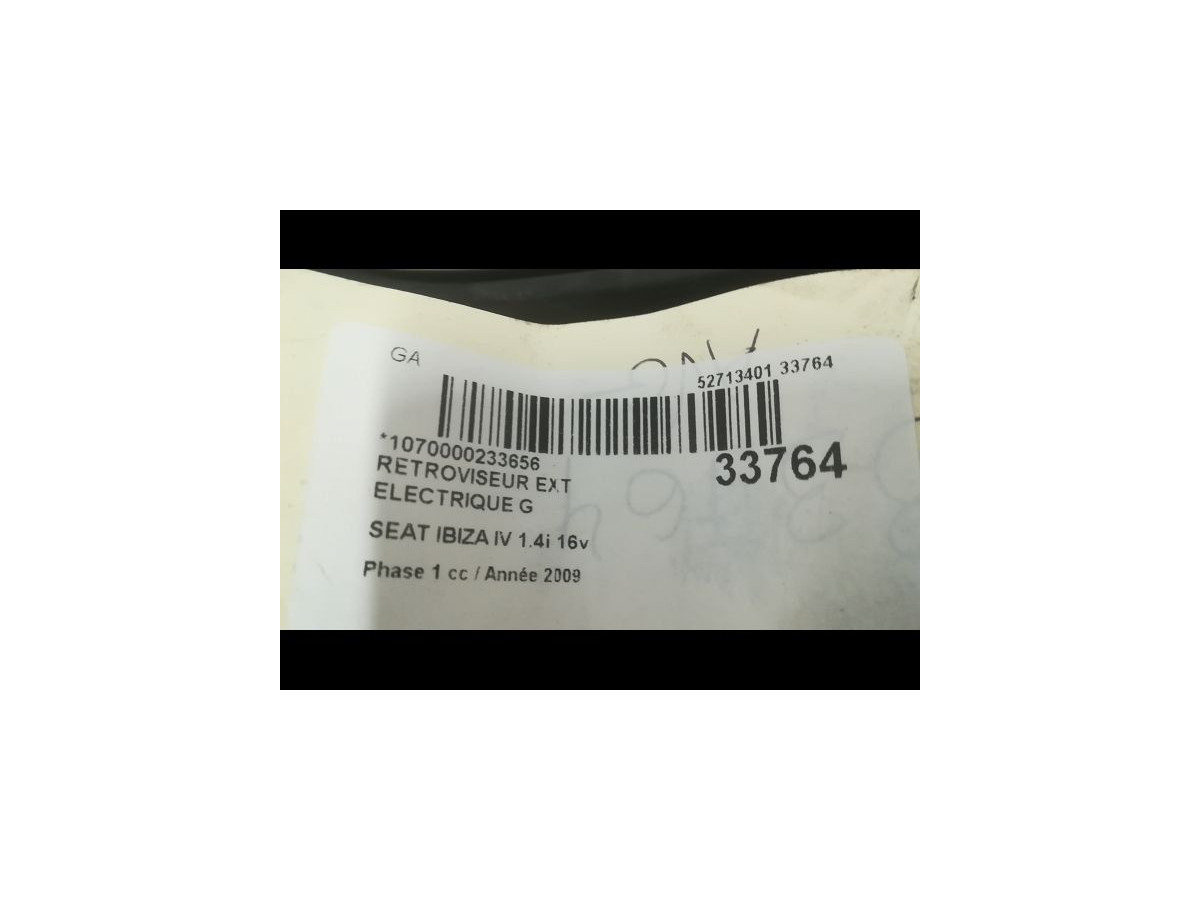 GA
52713401 33764
*1070000233656
33764
RETROVISEUR EXT
ELECTRIQUE G
SEAT IBIZA IV 1.4i 16v
Phase 1 cc / Année 2009